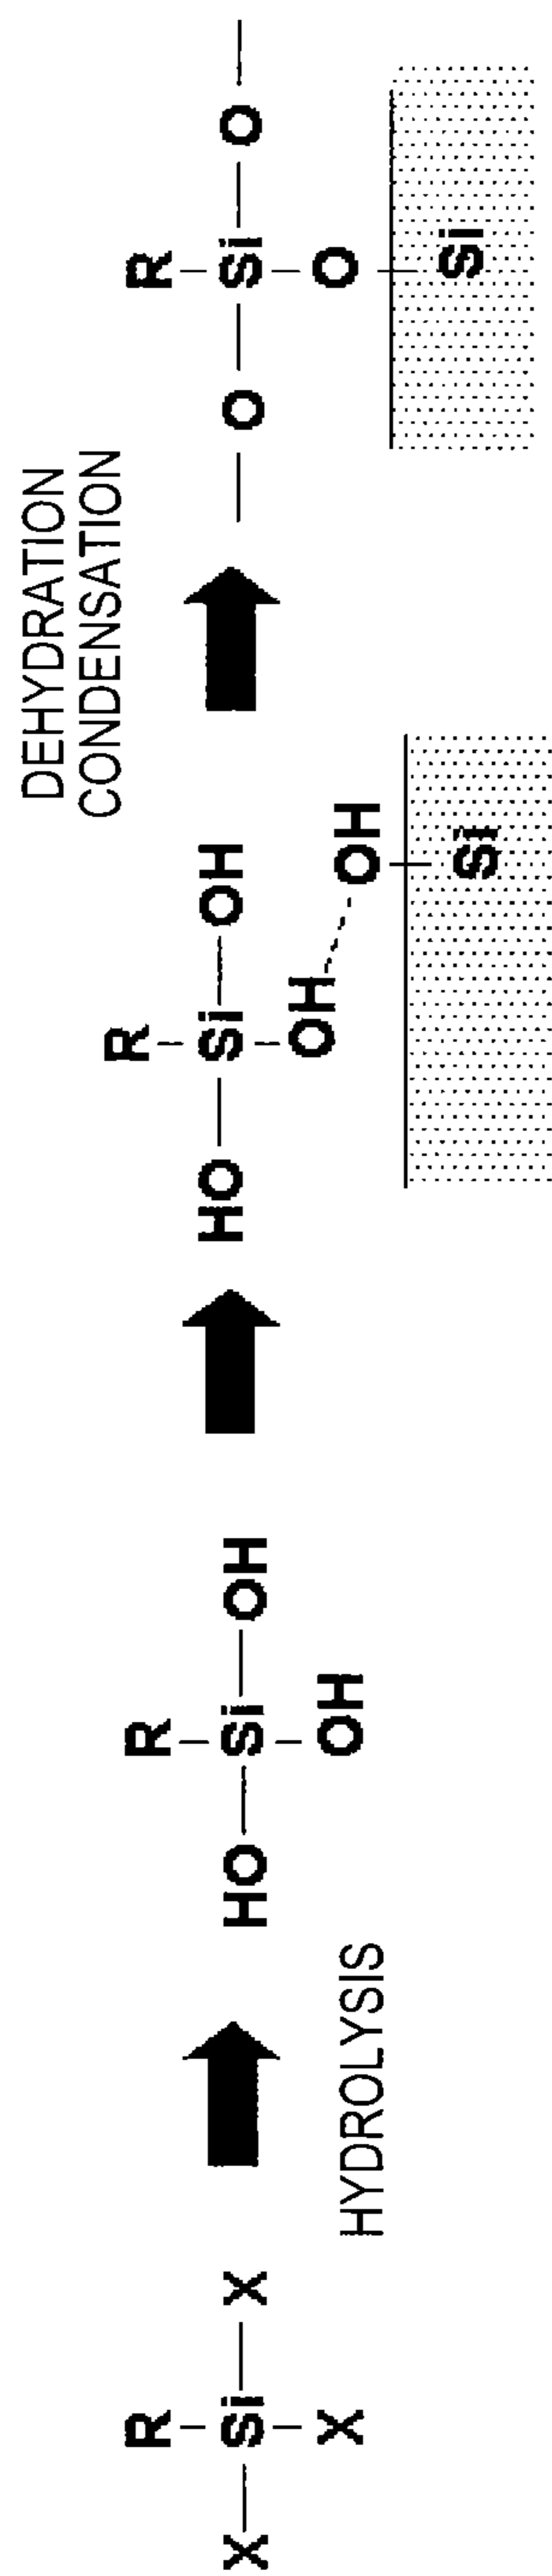 R
X
Si
X
X
HYDROLYSIS
R
HO
Si
OH
OH
R
HO
Si
OH
OH
OH
Si
DEHYDRATION
CONDENSATION
R
O
Si
O
O
Si